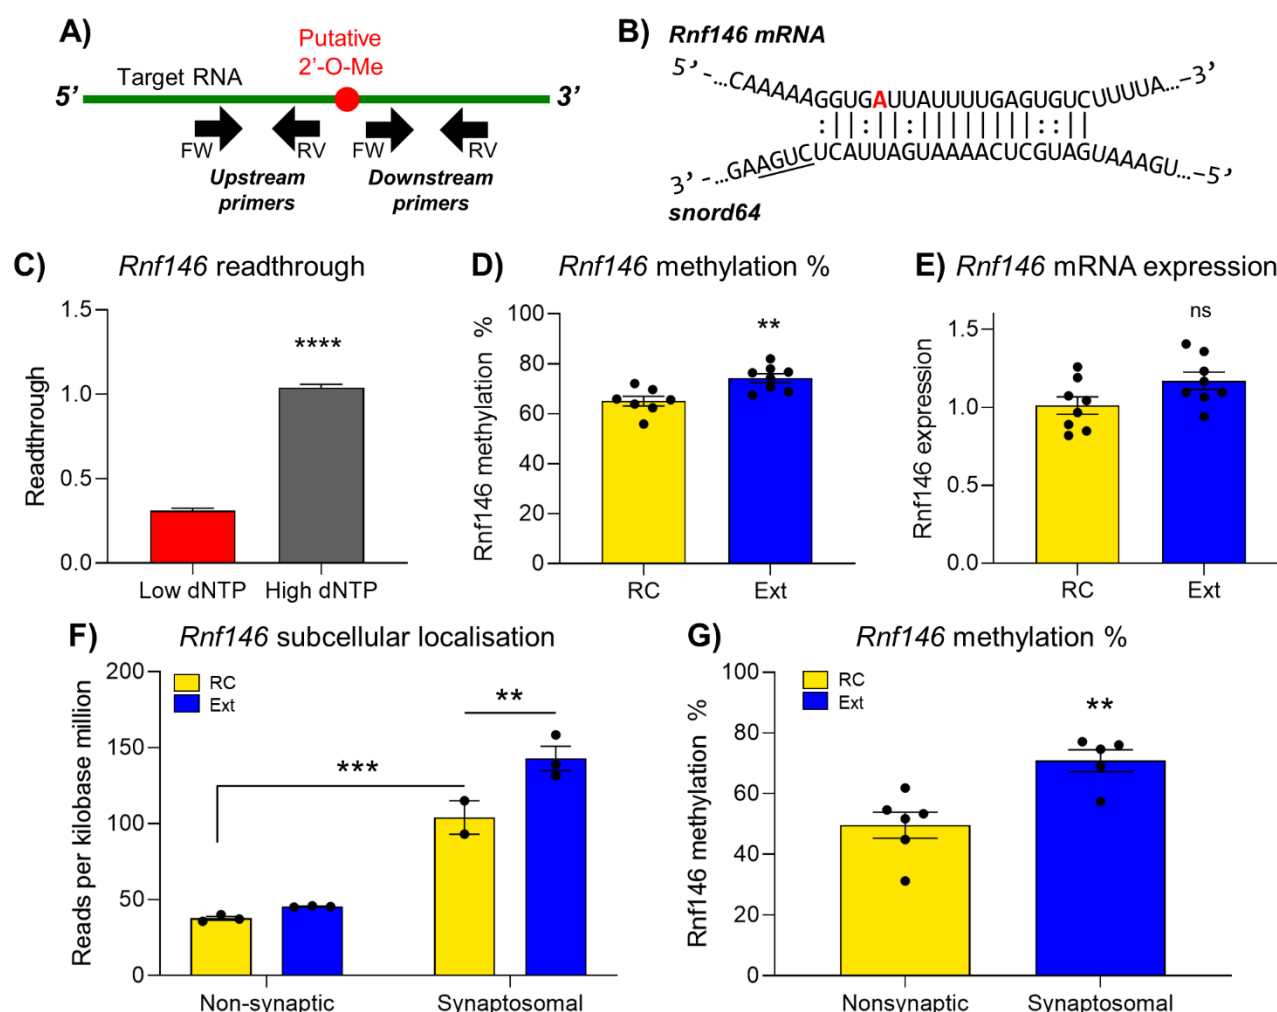 A)
Putative
2'-O-Me
Target RNA
5'
3'
FW
RV
FW
RV
Upstream
primers
Downstream
primers
B)
Rnf146 mRNA
5'-...CAAAAAGGUGAUUAUUUUGAGUGUCUUUUA...-3'
3'-...GAAGUCUCAUUAGUAAAACUCGUAGUAAAGU...-5'
snord64
C)
Rnf146 readthrough
Readthrough
1.5
1.0
0.5
0.0
****
Low dNTP
High dNTP
D)
Rnf146 methylation %
Rnf146 methylation %
100
80
60
40
20
0
**
RC
Ext
E)
Rnf146 mRNA expression
Rnf146 expression
1.5
1.0
0.5
0.0
ns
RC
Ext
F)
Rnf146 subcellular localisation
Reads per kilobase million
200
150
100
50
0
RC
Ext
***
**
Non-synaptic
Synaptosomal
G)
Rnf146 methylation %
Rnf146 methylation %
100
80
60
40
20
0
RC
Ext
**
Nonsynaptic
Synaptosomal